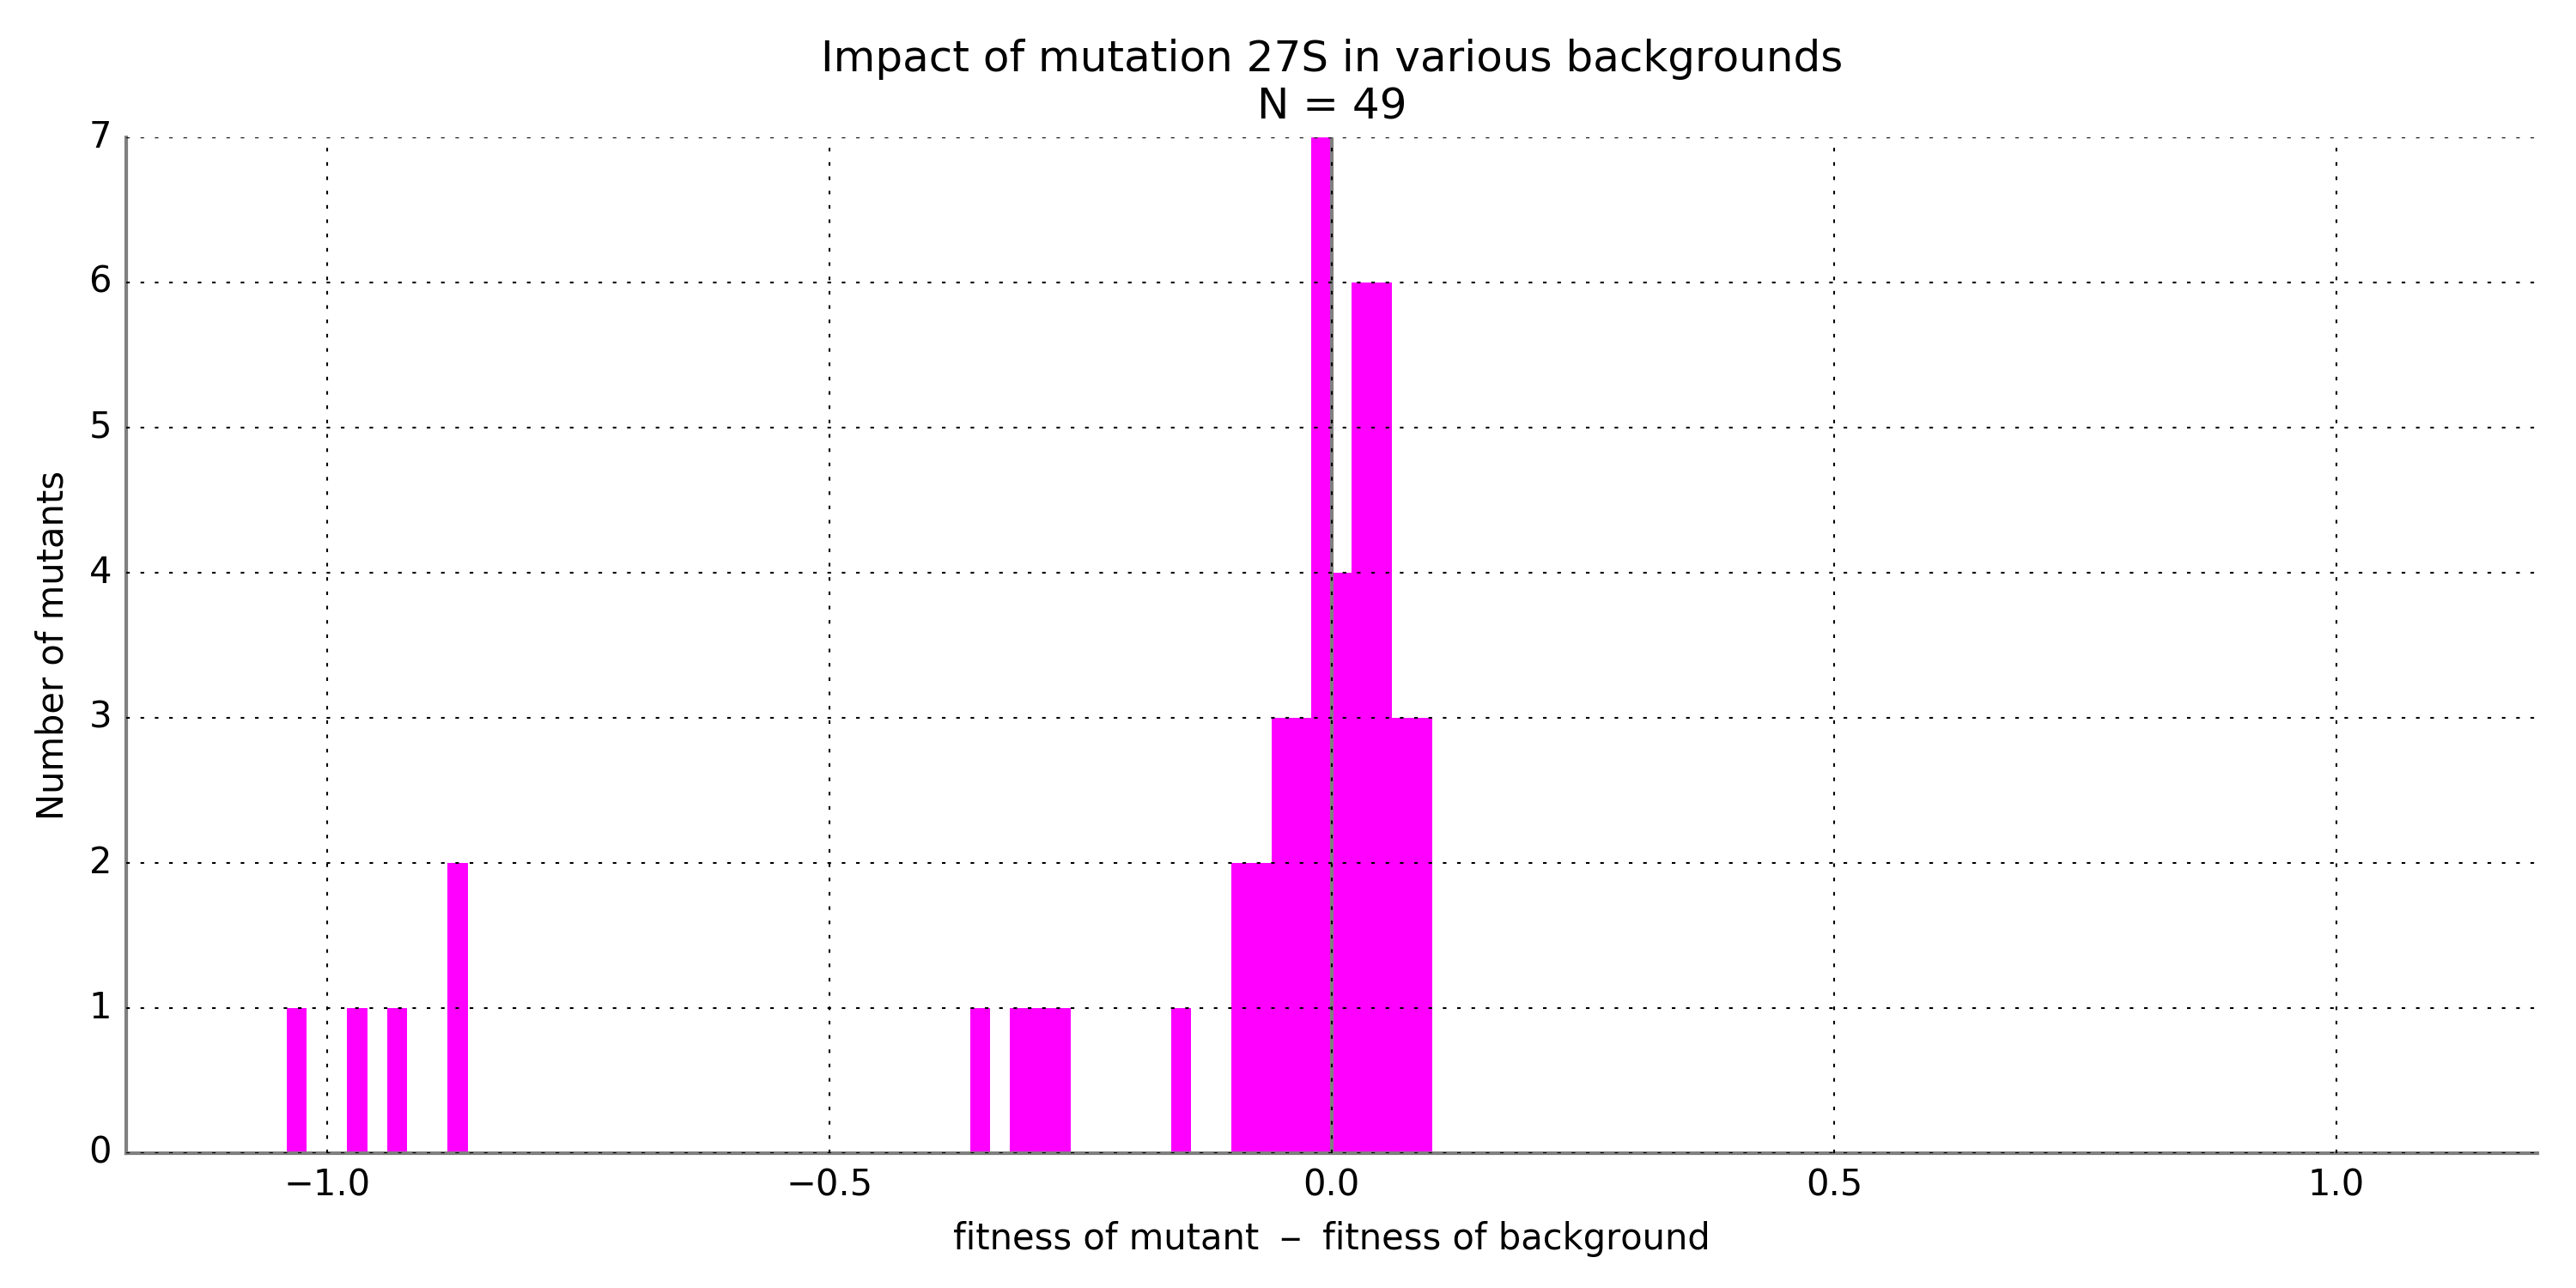 Impact of mutation 27S in various backgrounds
N = 49
Number of mutants
7
6
5
4
3
2
1
0
−1.0 −0.5 0.0 0.5 1.0
fitness of mutant – fitness of background